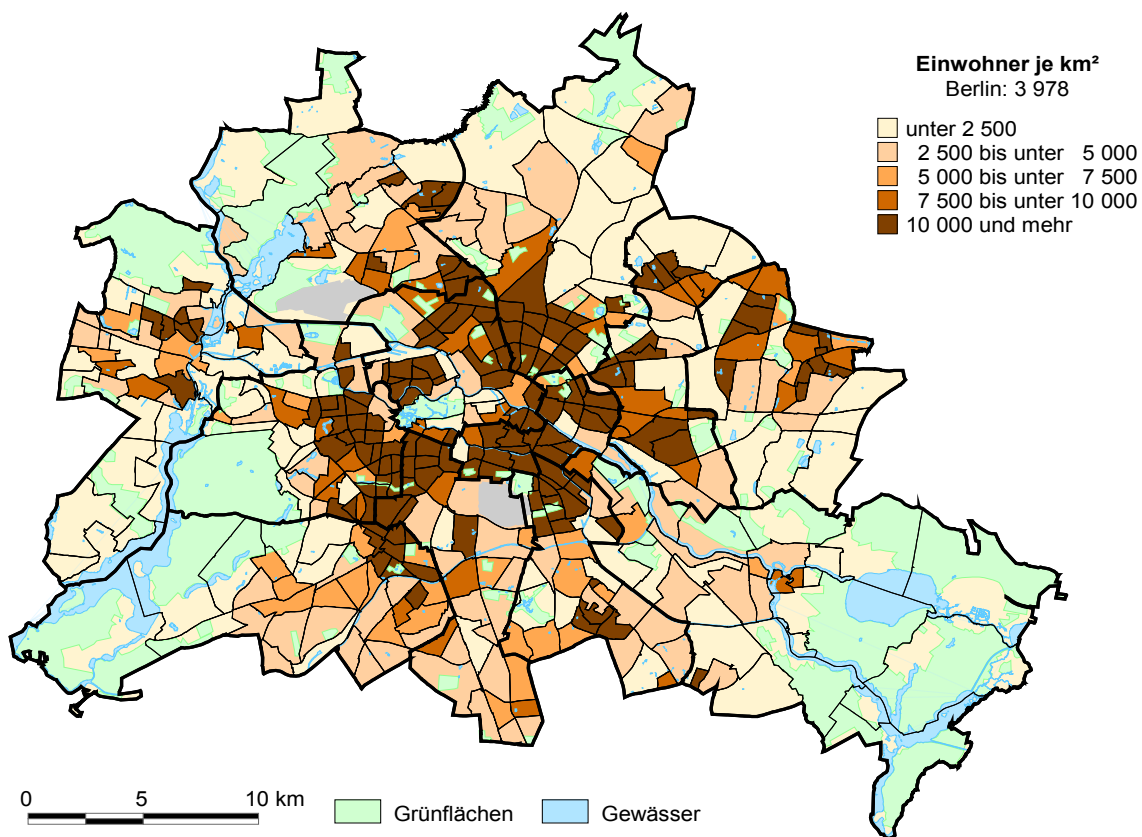 Einwohner je km²
Berlin: 3 978
unter 2 500
2 500 bis unter 5 000
5 000 bis unter 7 500
7 500 bis unter 10 000
10 000 und mehr
0 5 10 km
Grünflächen Gewässer